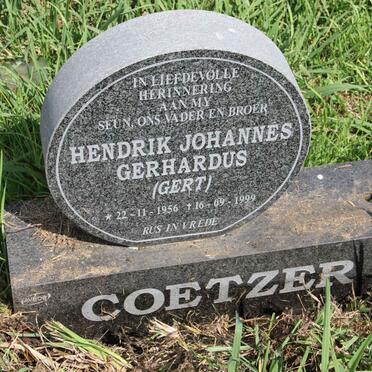 IN LIEFDEVOLLE
HERINNERING
AAN MY
SEUN, ONS VADER EN BROER
HENDRIK JOHANNES
GERHARDUS
(GERT)
* 22-11-1956 † 16-09-1999
RUS IN VREDE
COETZER